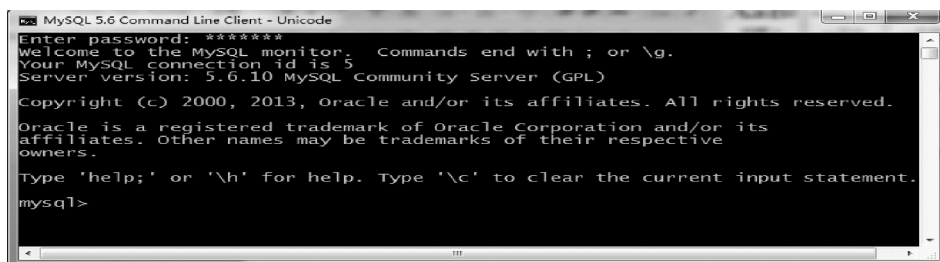 MySQL 5.6 Command Line Client - Unicode
Enter password: *******
Welcome to the MySQL monitor.  Commands end with ; or \g.
Your MySQL connection id is 5
Server version: 5.6.10 MySQL Community Server (GPL)
Copyright (c) 2000, 2013, Oracle and/or its affiliates. All rights reserved.
Oracle is a registered trademark of Oracle Corporation and/or its
affiliates. Other names may be trademarks of their respective
owners.
Type 'help;' or '\h' for help. Type '\c' to clear the current input statement.
mysql>